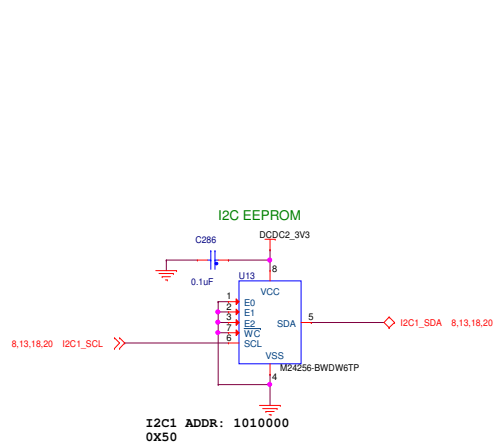 I2C EEPROM
C286
DCDC2_3V3
0.1uF
8
U13
VCC
1 E0
2 E1
3 E2
7 WC
6 SCL
SDA 5
I2C1_SDA 8,13,18,20
8,13,18,20 I2C1_SCL
VSS
M24256-BWDW6TP
4
I2C1 ADDR: 1010000
0X50